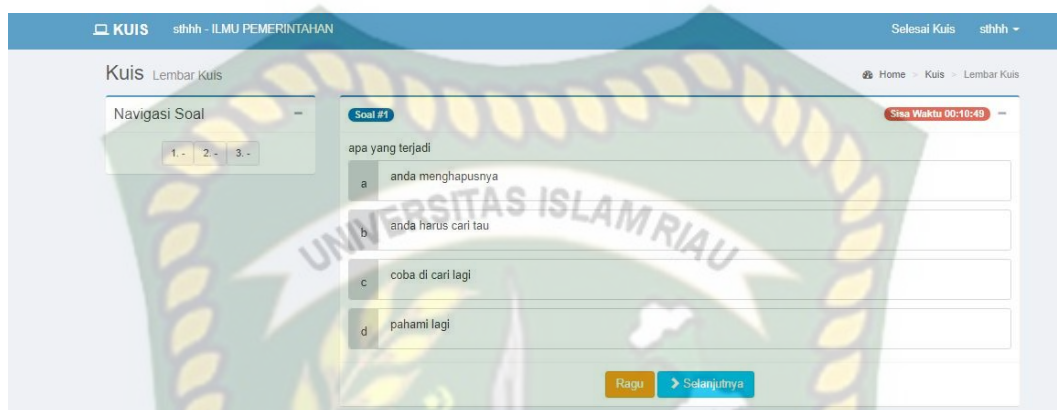 KUIS sthhh - ILMU PEMERINTAHAN Selesai Kuis sthhh
Kuis Lembar Kuis Home > Kuis > Lembar Kuis
Navigasi Soal
1. - 2. - 3. -
Soal #1 Sisa Waktu 00:10:49
apa yang terjadi
a anda menghapusnya
b anda harus cari tau
c coba di cari lagi
d pahami lagi
Ragu Selanjutnya
UNIVERSITAS ISLAM RIAU